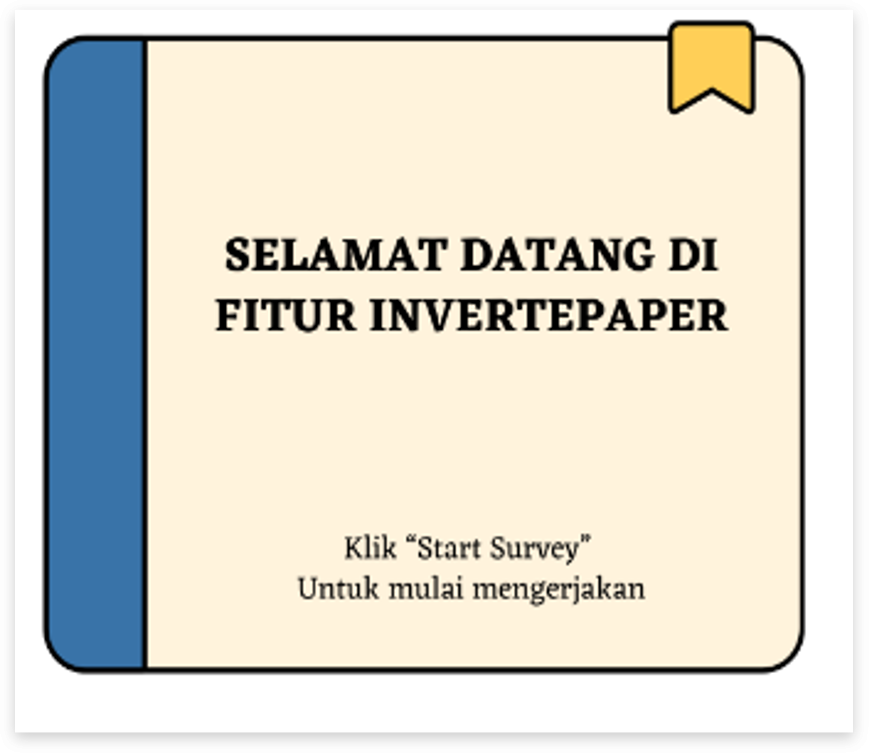 SELAMAT DATANG DI
FITUR INVERTEPAPER
Klik “Start Survey”
Untuk mulai mengerjakan